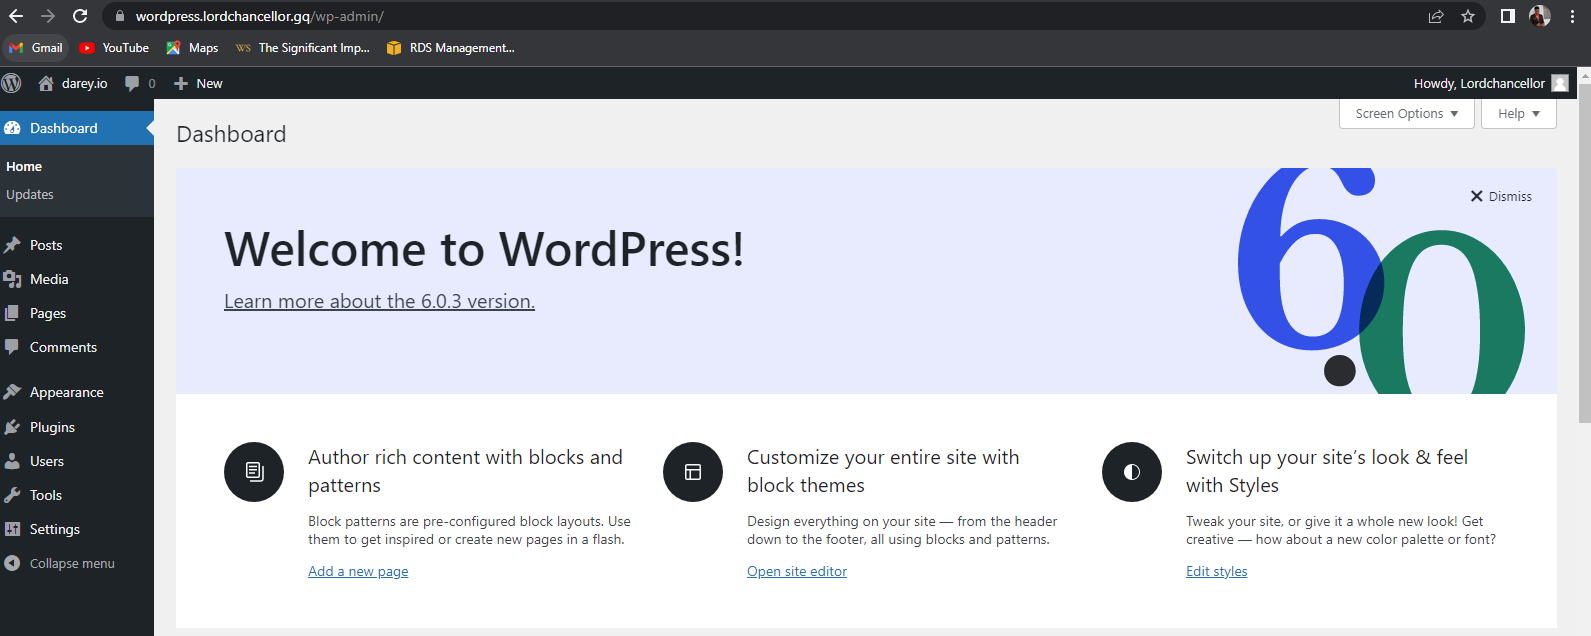 wordpress.lordchancellor.gq/wp-admin/
Gmail YouTube Maps WS The Significant Imp... RDS Management...
darey.io 0 New Howdy, Lordchancellor
Screen Options Help
Dashboard
Home
Updates
Posts
Media
Pages
Comments
Appearance
Plugins
Users
Tools
Settings
Collapse menu
Dashboard
Dismiss
6.0
Welcome to WordPress!
Learn more about the 6.0.3 version.
Author rich content with blocks and
patterns
Block patterns are pre-configured block layouts. Use
them to get inspired or create new pages in a flash.
Add a new page
Customize your entire site with
block themes
Design everything on your site — from the header
down to the footer, all using blocks and patterns.
Open site editor
Switch up your site’s look & feel
with Styles
Tweak your site, or give it a whole new look! Get
creative — how about a new color palette or font?
Edit styles